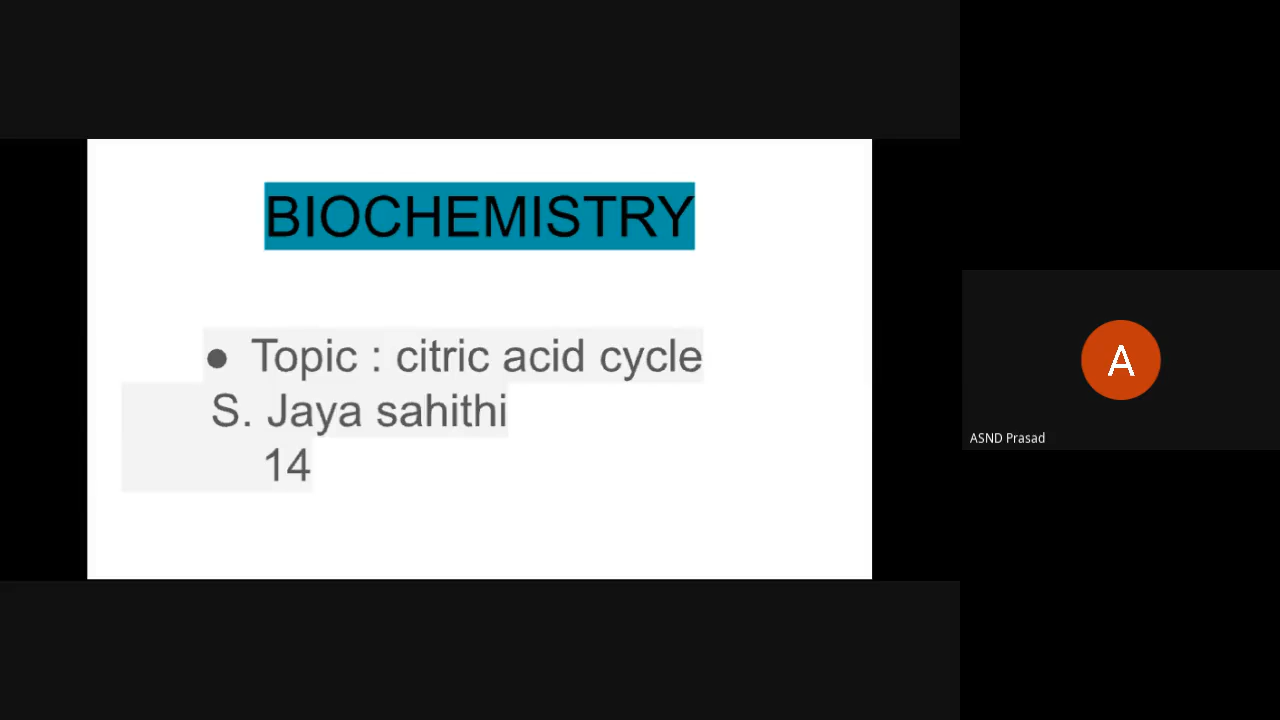 BIOCHEMISTRY
● Topic : citric acid cycle
S. Jaya sahithi
14
A
ASND Prasad